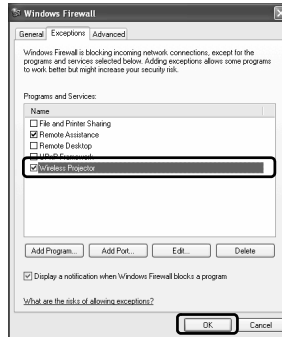 Windows Firewall
General Exceptions Advanced
Windows Firewall is blocking incoming network connections, except for the
programs and services selected below. Adding exceptions allows some programs
to work better but might increase your security risk.
Programs and Services:
Name
File and Printer Sharing
Remote Assistance
Remote Desktop
UPnP Framework
Wireless Projector
Add Program... Add Port... Edit... Delete
Display a notification when Windows Firewall blocks a program
What are the risks of allowing exceptions?
OK Cancel